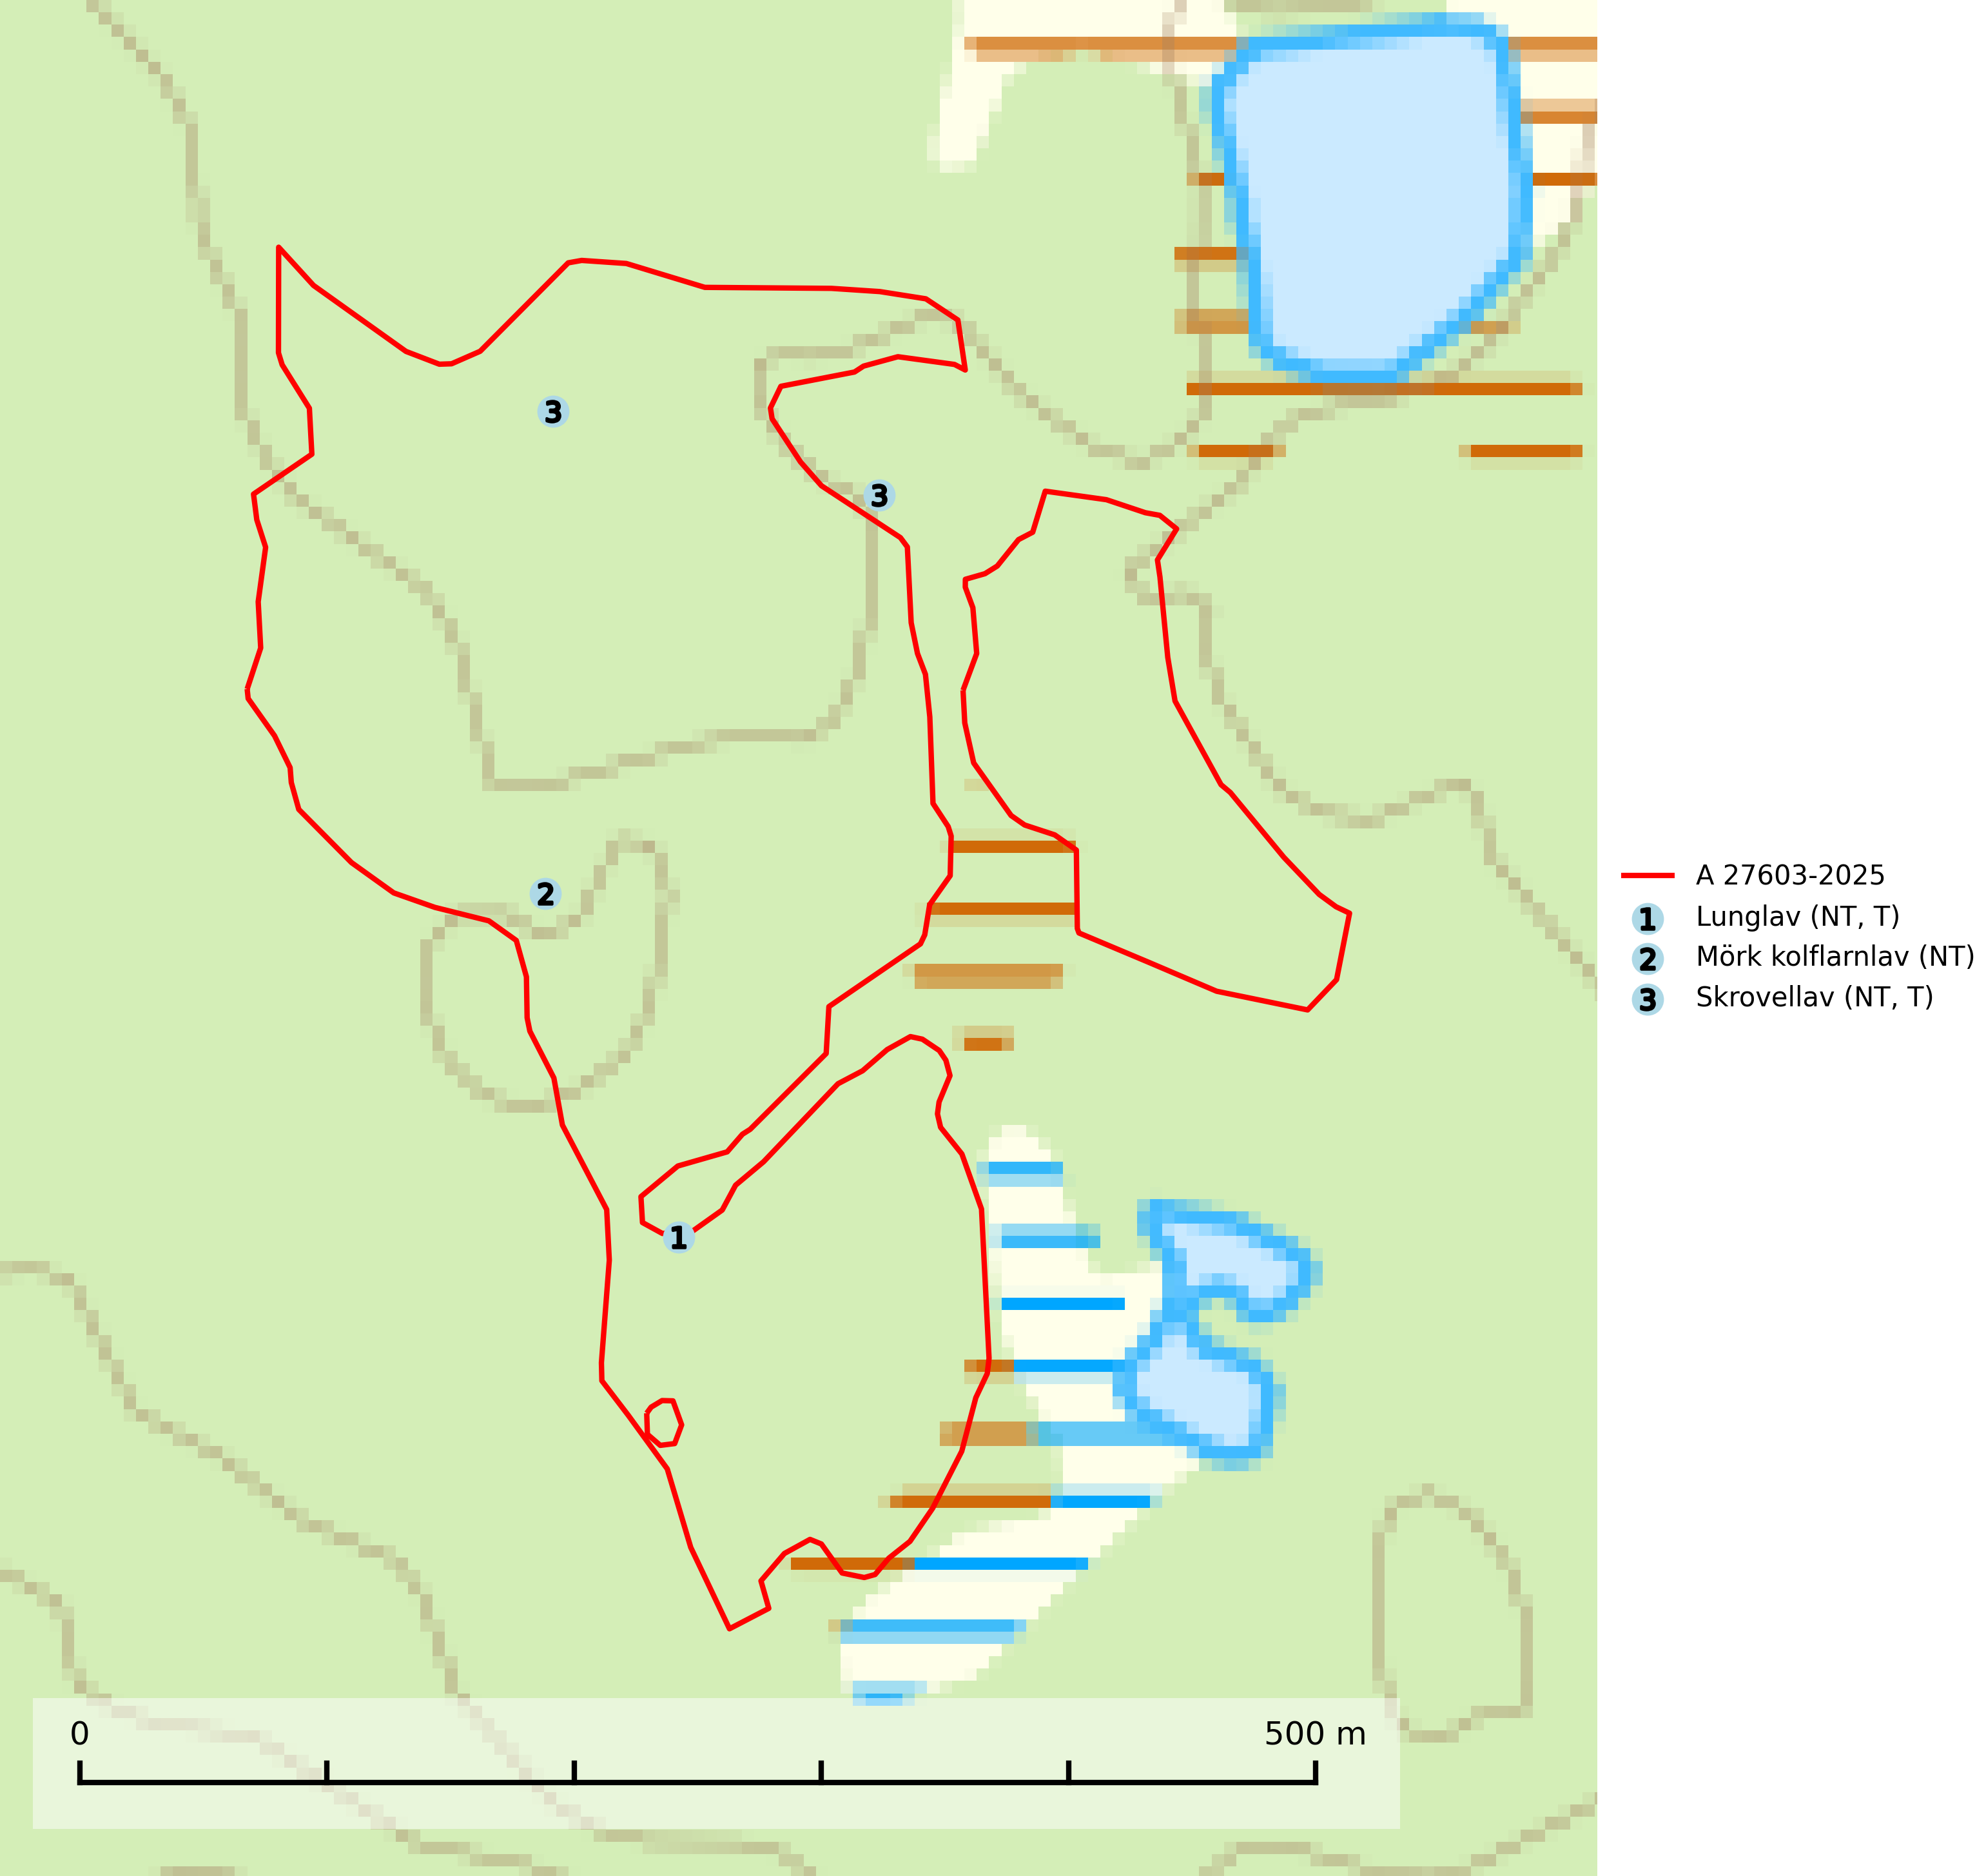 3
3
2
1
A 27603-2025
1 Lunglav (NT, T)
2 Mörk kolflarnlav (NT)
3 Skrovellav (NT, T)
0 500 m